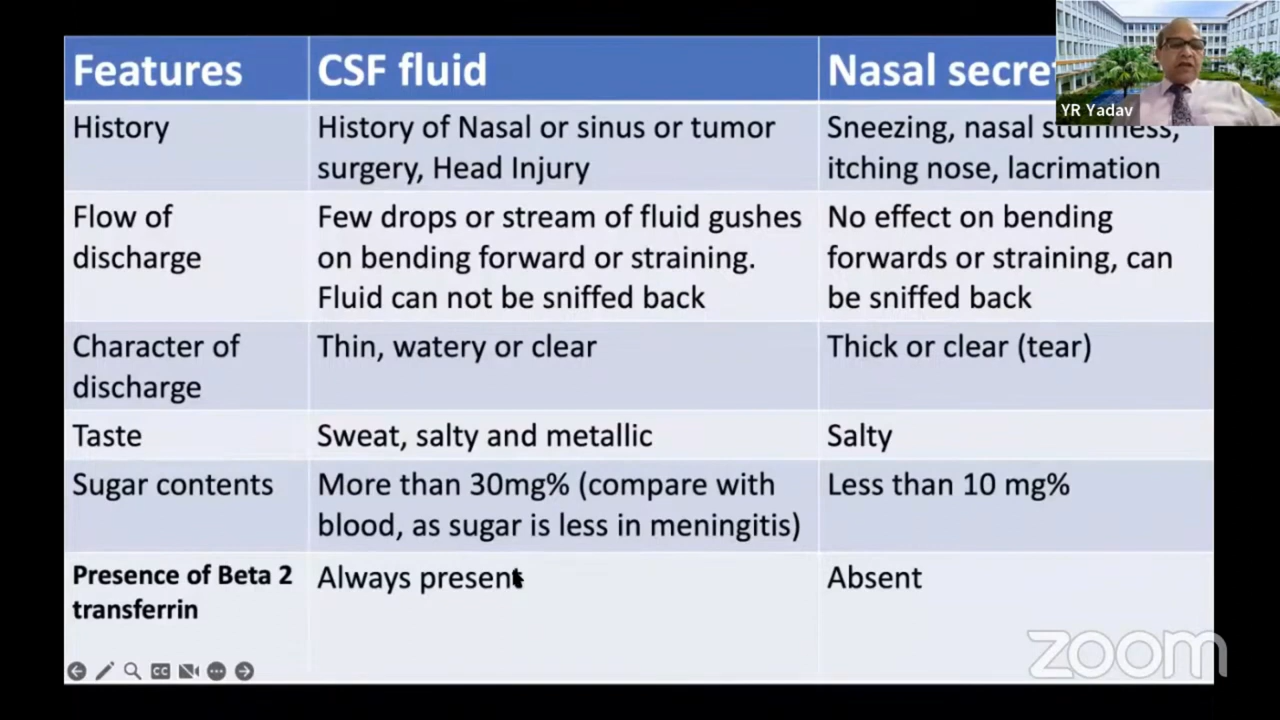 Features
CSF fluid
Nasal secre
YR Yadav
History
History of Nasal or sinus or tumor
surgery, Head Injury
Sneezing, nasal stuffiness,
itching nose, lacrimation
Flow of
discharge
Few drops or stream of fluid gushes
on bending forward or straining.
Fluid can not be sniffed back
No effect on bending
forwards or straining, can
be sniffed back
Character of
discharge
Thin, watery or clear
Thick or clear (tear)
Taste
Sweat, salty and metallic
Salty
Sugar contents
More than 30mg% (compare with
blood, as sugar is less in meningitis)
Less than 10 mg%
Presence of Beta 2
transferrin
Always present
Absent
CC
zoom